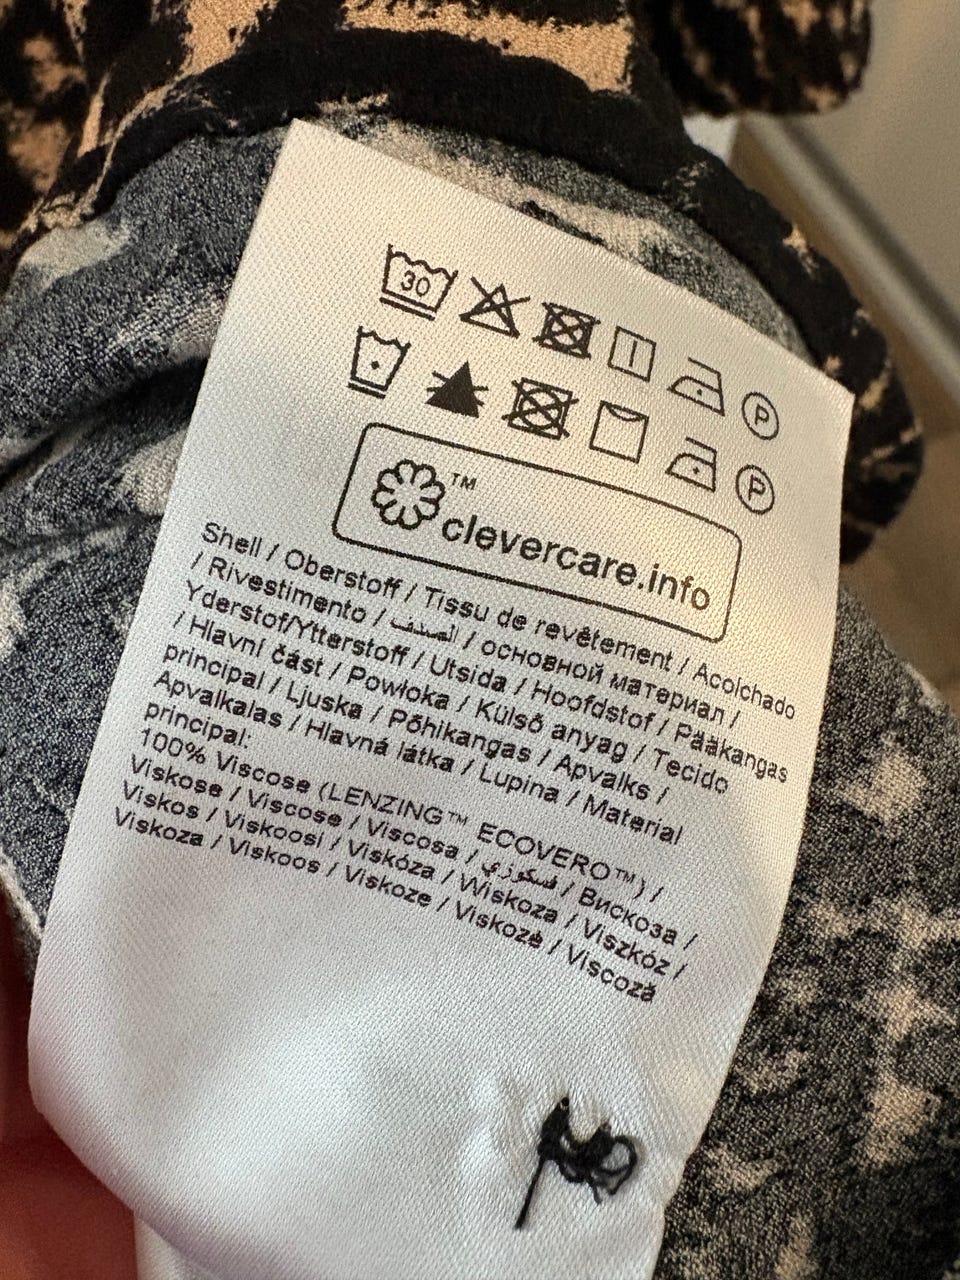 30
P
P
™
clevercare.info
Shell / Oberstoff / Tissu de revêtement / Acolchado
/ Rivestimento / الصدف / основной материал /
Yderstof/Ytterstoff / Utsida / Hoofdstof / Pääkangas
/ Hlavní část / Powłoka / Külső anyag / Tecido
principal / Ljuska / Põhikangas / Apvalks /
Apvalkalas / Hlavná látka / Lupina / Material
principal:
100% Viscose (LENZING™ ECOVERO™) /
Viskose / Viscose / Viscosa / فسكوزي / Вискоза /
Viskos / Viskoosi / Viskóza / Wiskoza / Viszkóz /
Viskoza / Viskoos / Viskoze / Viskozė / Viscoză